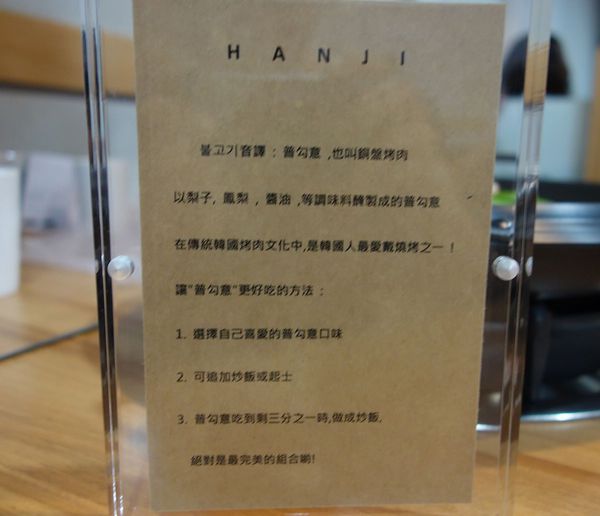 HANJI
불고기音譯 : 普勾意 ,也叫銅盤烤肉
以梨子, 鳳梨 , 醬油 ,等調味料醃製成的普勾意
在傳統韓國烤肉文化中,是韓國人最愛戴燒烤之一 !
讓"普勾意"更好吃的方法 :
1. 選擇自己喜愛的普勾意口味
2. 可追加炒飯或起士
3. 普勾意吃到剩三分之一時,做成炒飯,
絕對是最完美的組合喲!